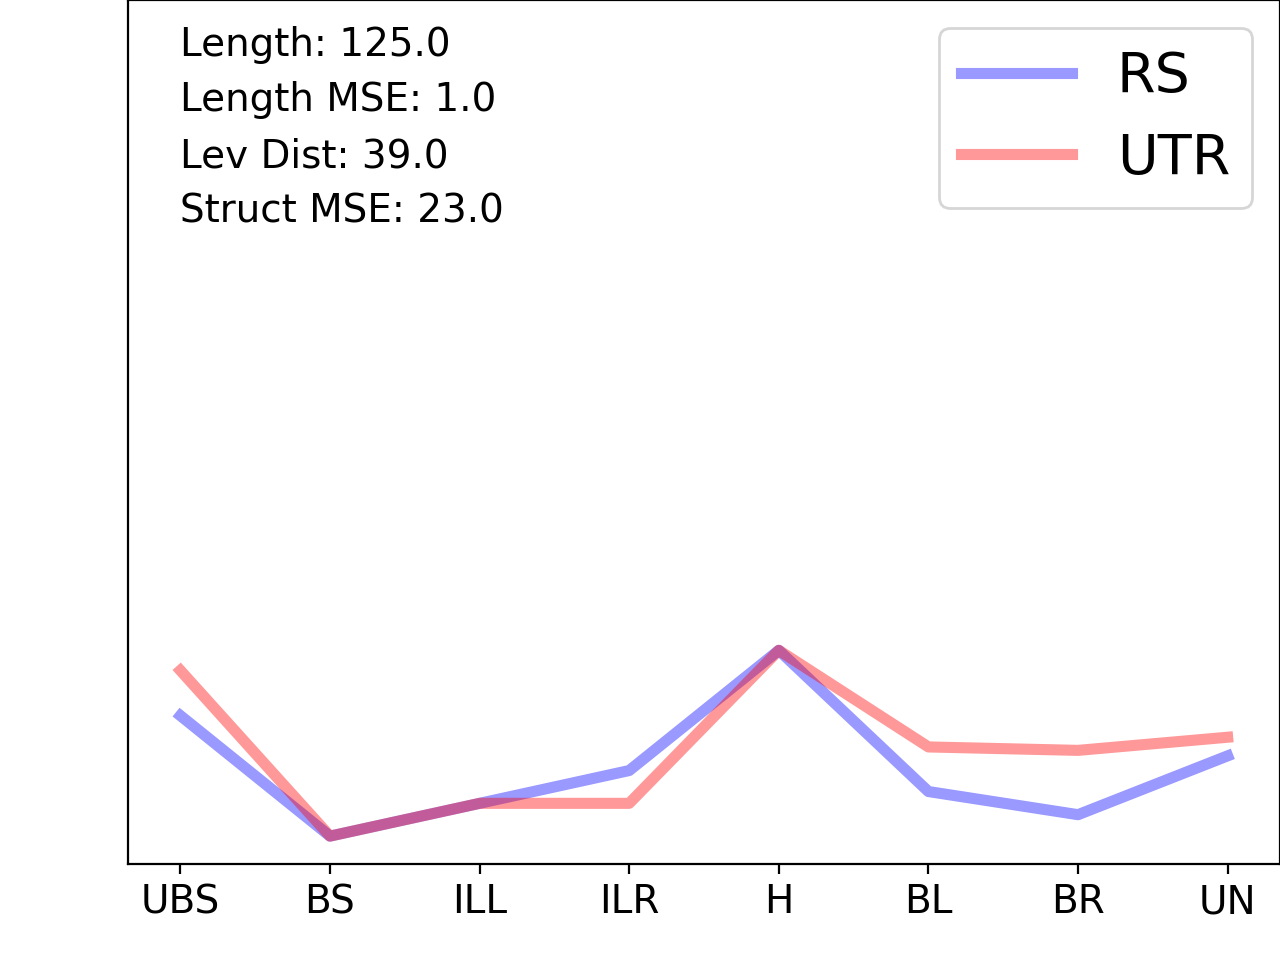 Length: 125.0
Length MSE: 1.0
Lev Dist: 39.0
Struct MSE: 23.0
RS
UTR
UBS BS ILL ILR H BL BR UN